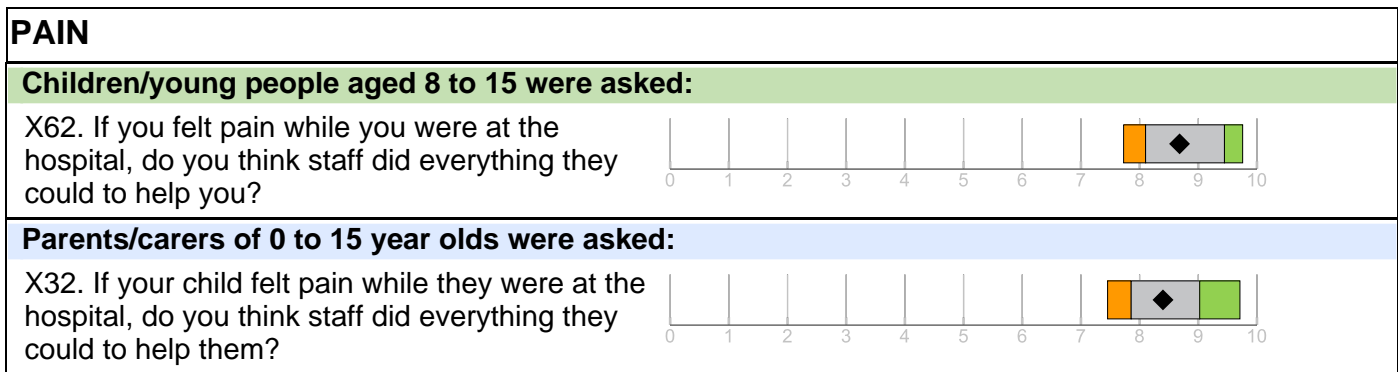 PAIN
Children/young people aged 8 to 15 were asked:
X62. If you felt pain while you were at the
hospital, do you think staff did everything they
could to help you?
0 1 2 3 4 5 6 7 8 9 10
Parents/carers of 0 to 15 year olds were asked:
X32. If your child felt pain while they were at the
hospital, do you think staff did everything they
could to help them?
0 1 2 3 4 5 6 7 8 9 10